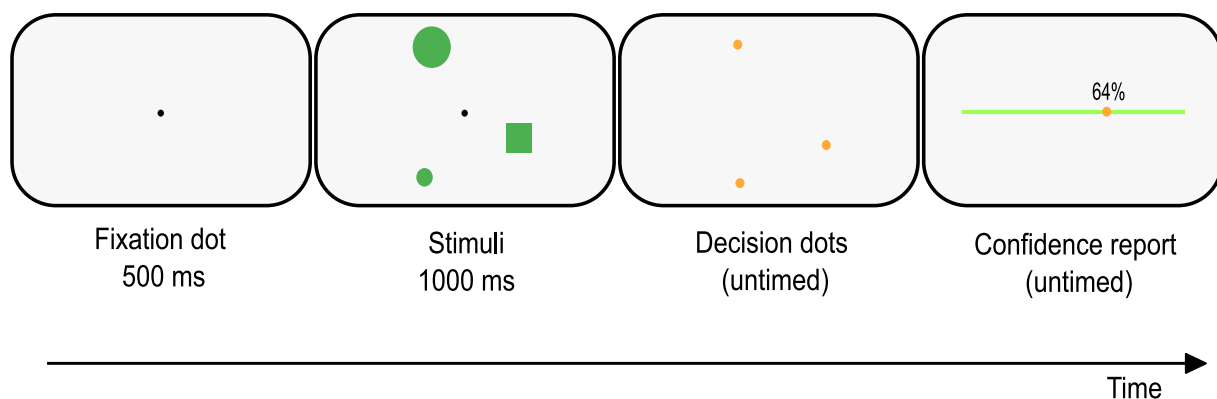 64%
Fixation dot
500 ms
Stimuli
1000 ms
Decision dots
(untimed)
Confidence report
(untimed)
Time